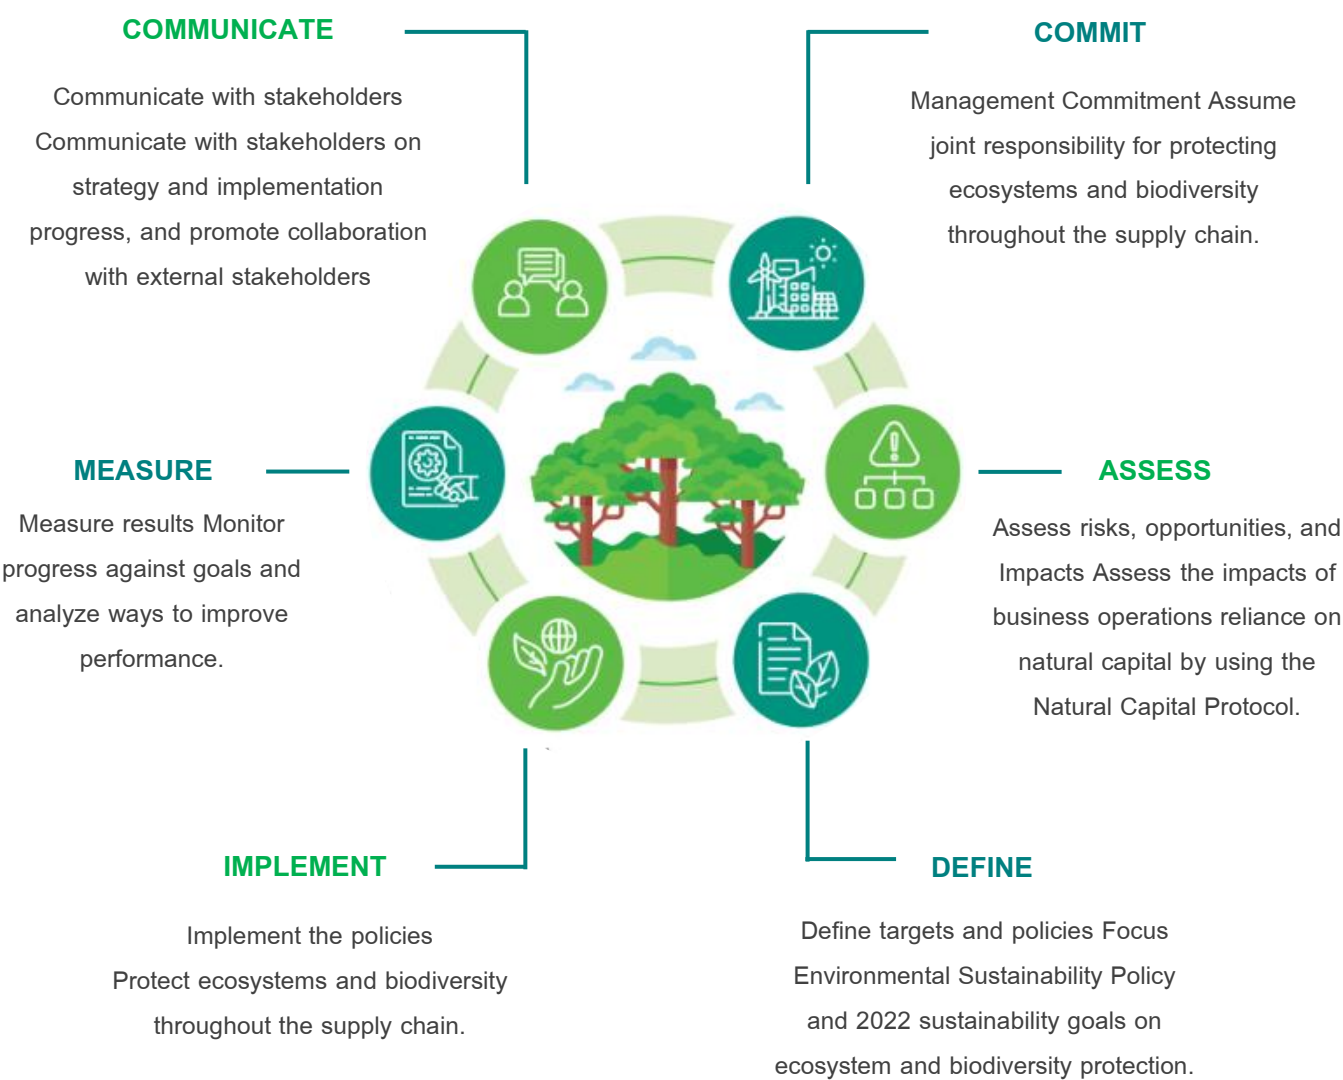 COMMUNICATE
Communicate with stakeholders
Communicate with stakeholders on
strategy and implementation
progress, and promote collaboration
with external stakeholders
COMMIT
Management Commitment Assume
joint responsibility for protecting
ecosystems and biodiversity
throughout the supply chain.
MEASURE
Measure results Monitor
progress against goals and
analyze ways to improve
performance.
ASSESS
Assess risks, opportunities, and
Impacts Assess the impacts of
business operations reliance on
natural capital by using the
Natural Capital Protocol.
IMPLEMENT
Implement the policies
Protect ecosystems and biodiversity
throughout the supply chain.
DEFINE
Define targets and policies Focus
Environmental Sustainability Policy
and 2022 sustainability goals on
ecosystem and biodiversity protection.